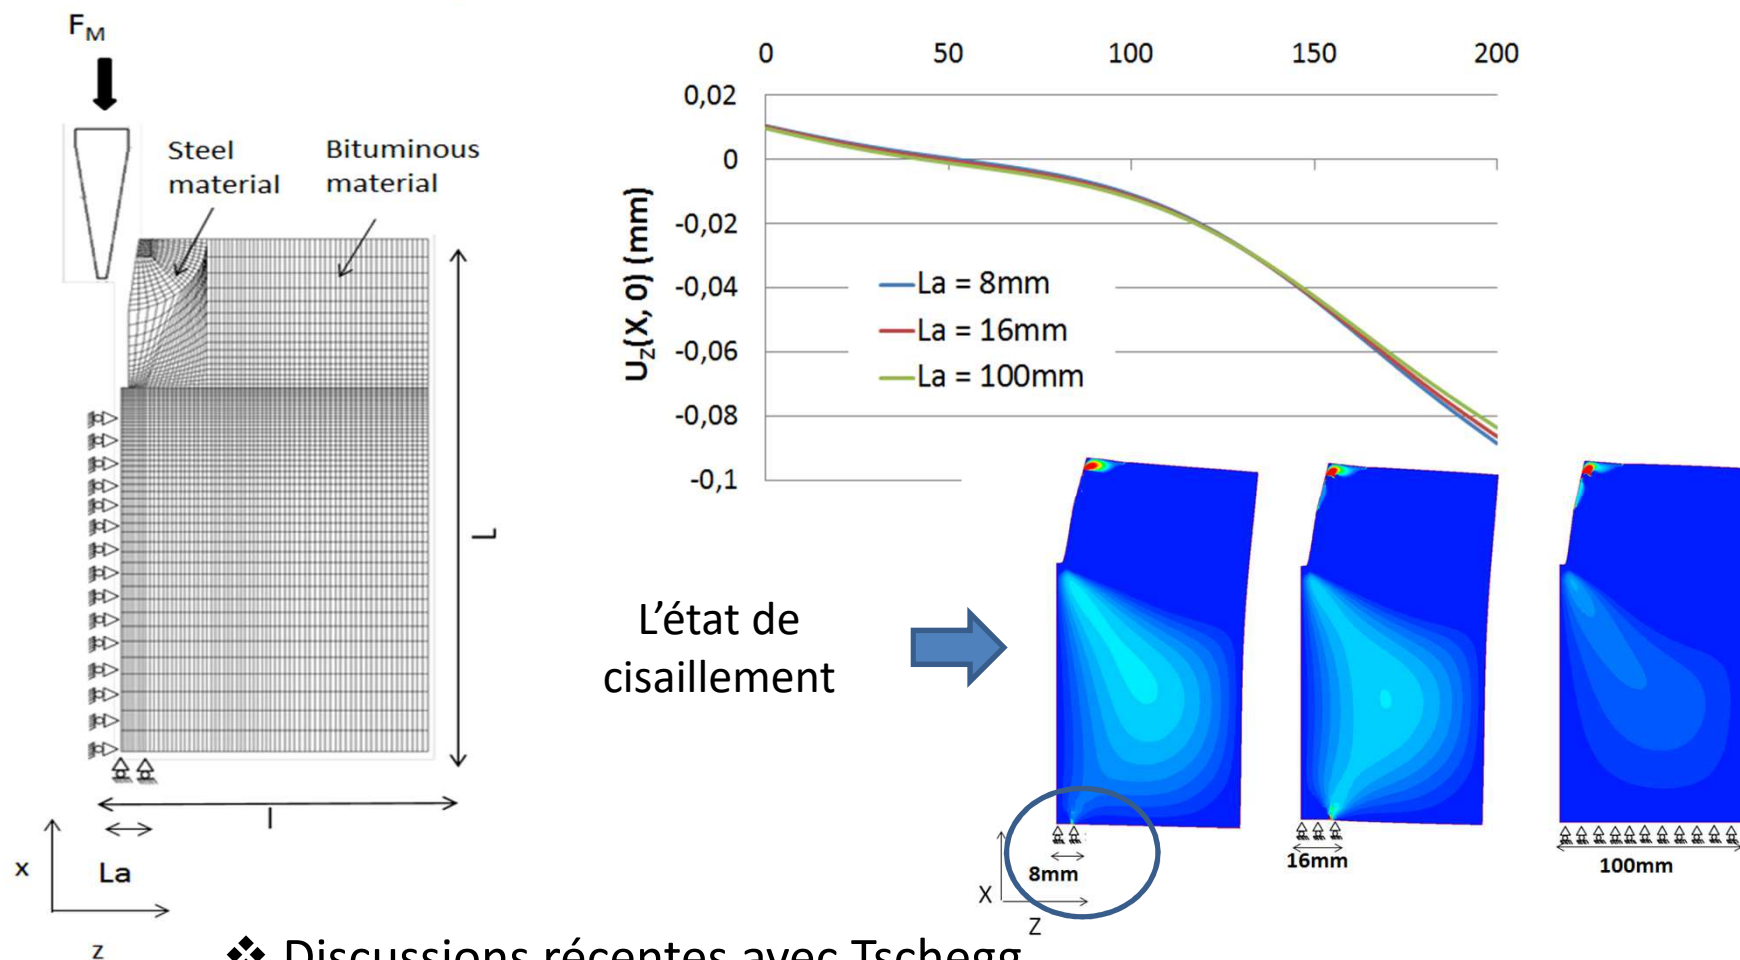 F_M
Steel
material
Bituminous
material
L
l
La
x
z
0 50 100 150 200
0,02
0
-0,02
-0,04
-0,06
-0,08
-0,1
U_Z(X, 0) (mm)
La = 8mm
La = 16mm
La = 100mm
L’état de
cisaillement
8mm
16mm
100mm
X
Z
❖ Discussions récentes avec Tschegg